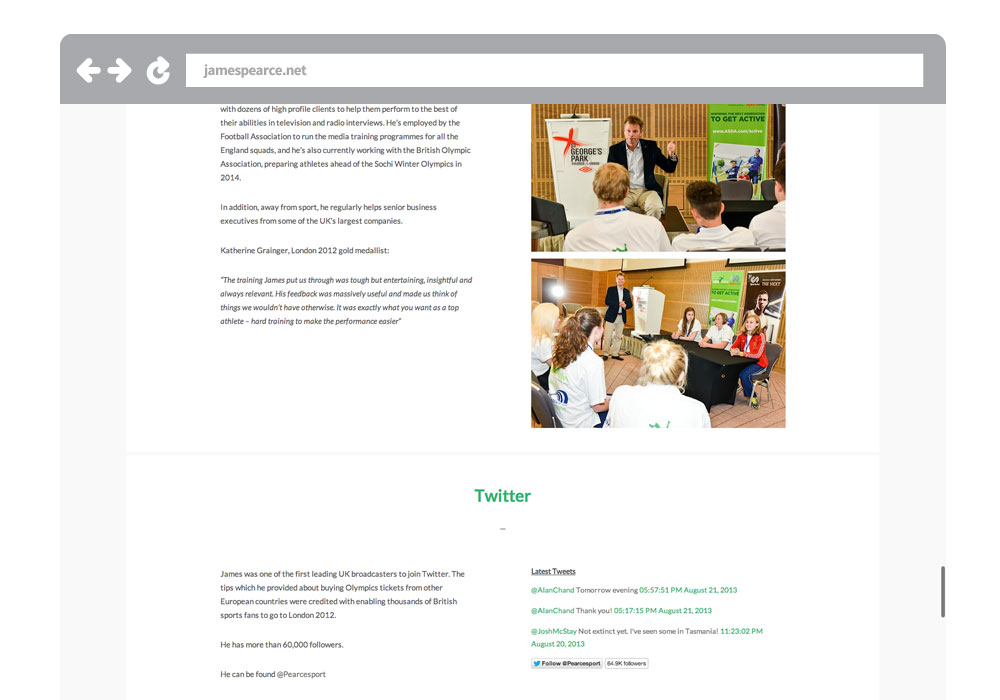 jamespearce.net
with dozens of high profile clients to help them perform to the best of
their abilities in television and radio interviews. He's employed by the
Football Association to run the media training programmes for all the
England squads, and he's also currently working with the British Olympic
Association, preparing athletes ahead of the Sochi Winter Olympics in
2014.
In addition, away from sport, he regularly helps senior business
executives from some of the UK's largest companies.
Katherine Grainger, London 2012 gold medallist:
"The training James put us through was tough but entertaining, insightful and
always relevant. His feedback was massively useful and made us think of
things we wouldn't have otherwise. It was exactly what you want as a top
athlete – hard training to make the performance easier"
ST
GEORGE'S
PARK
TO GET ACTIVE
www.ASDA.com/active
TO GET ACTIVE
Twitter
–
James was one of the first leading UK broadcasters to join Twitter. The
tips which he provided about buying Olympics tickets from other
European countries were credited with enabling thousands of British
sports fans to go to London 2012.
He has more than 60,000 followers.
He can be found @Pearcesport
Latest Tweets
@AlanChand Tomorrow evening 05:57:51 PM August 21, 2013
@AlanChand Thank you! 05:17:15 PM August 21, 2013
@JoshMcStay Not extinct yet. I've seen some in Tasmania! 11:23:02 PM
August 20, 2013
Follow @Pearcesport 64.9K followers